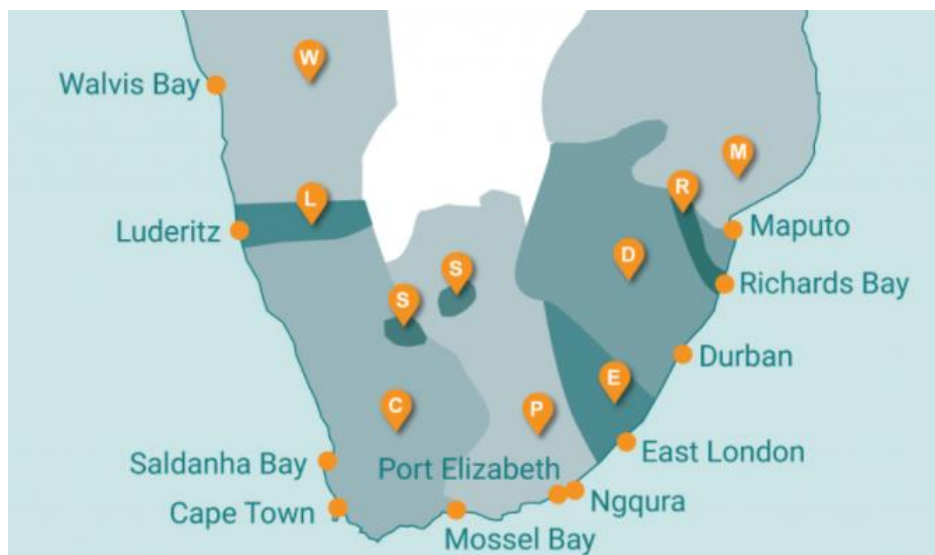 W
Walvis Bay
M
R
L
Luderitz
Maputo
D
S
S
Richards Bay
Durban
E
C
P
East London
Saldanha Bay
Port Elizabeth
Ngqura
Cape Town
Mossel Bay